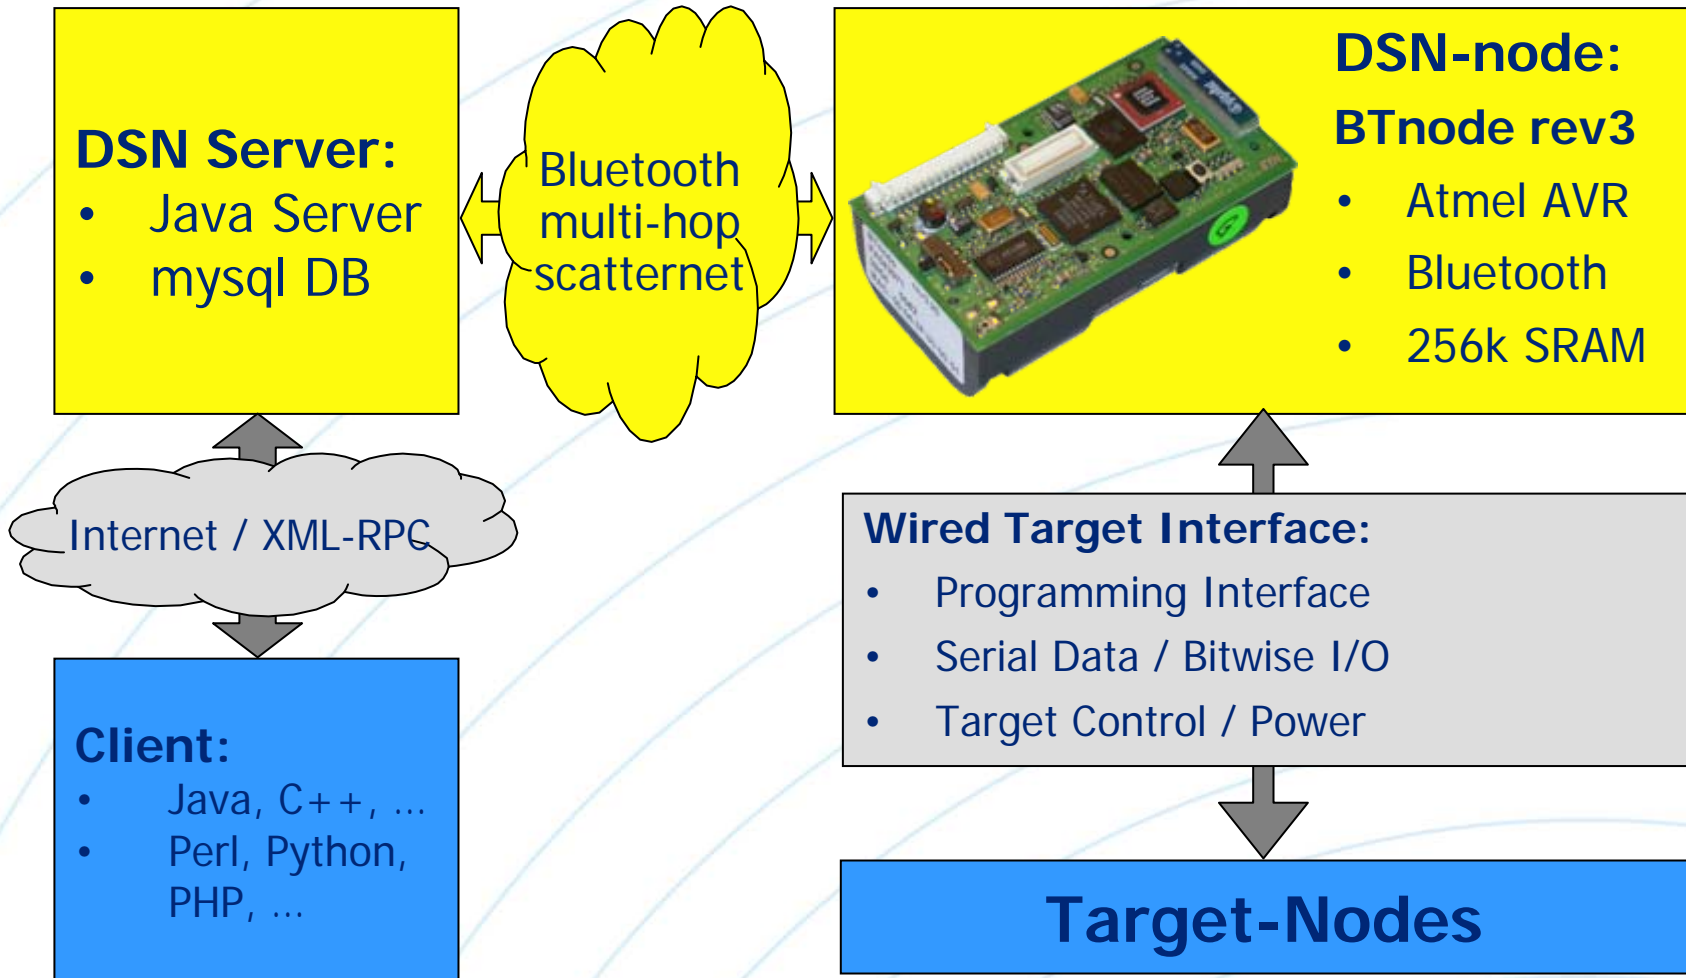 DSN Server:
• Java Server
• mysql DB
Bluetooth
multi-hop
scatternet
DSN-node:
BTnode rev3
• Atmel AVR
• Bluetooth
• 256k SRAM
Internet / XML-RPC
Wired Target Interface:
• Programming Interface
• Serial Data / Bitwise I/O
• Target Control / Power
Client:
• Java, C++, ...
• Perl, Python,
PHP, ...
Target-Nodes